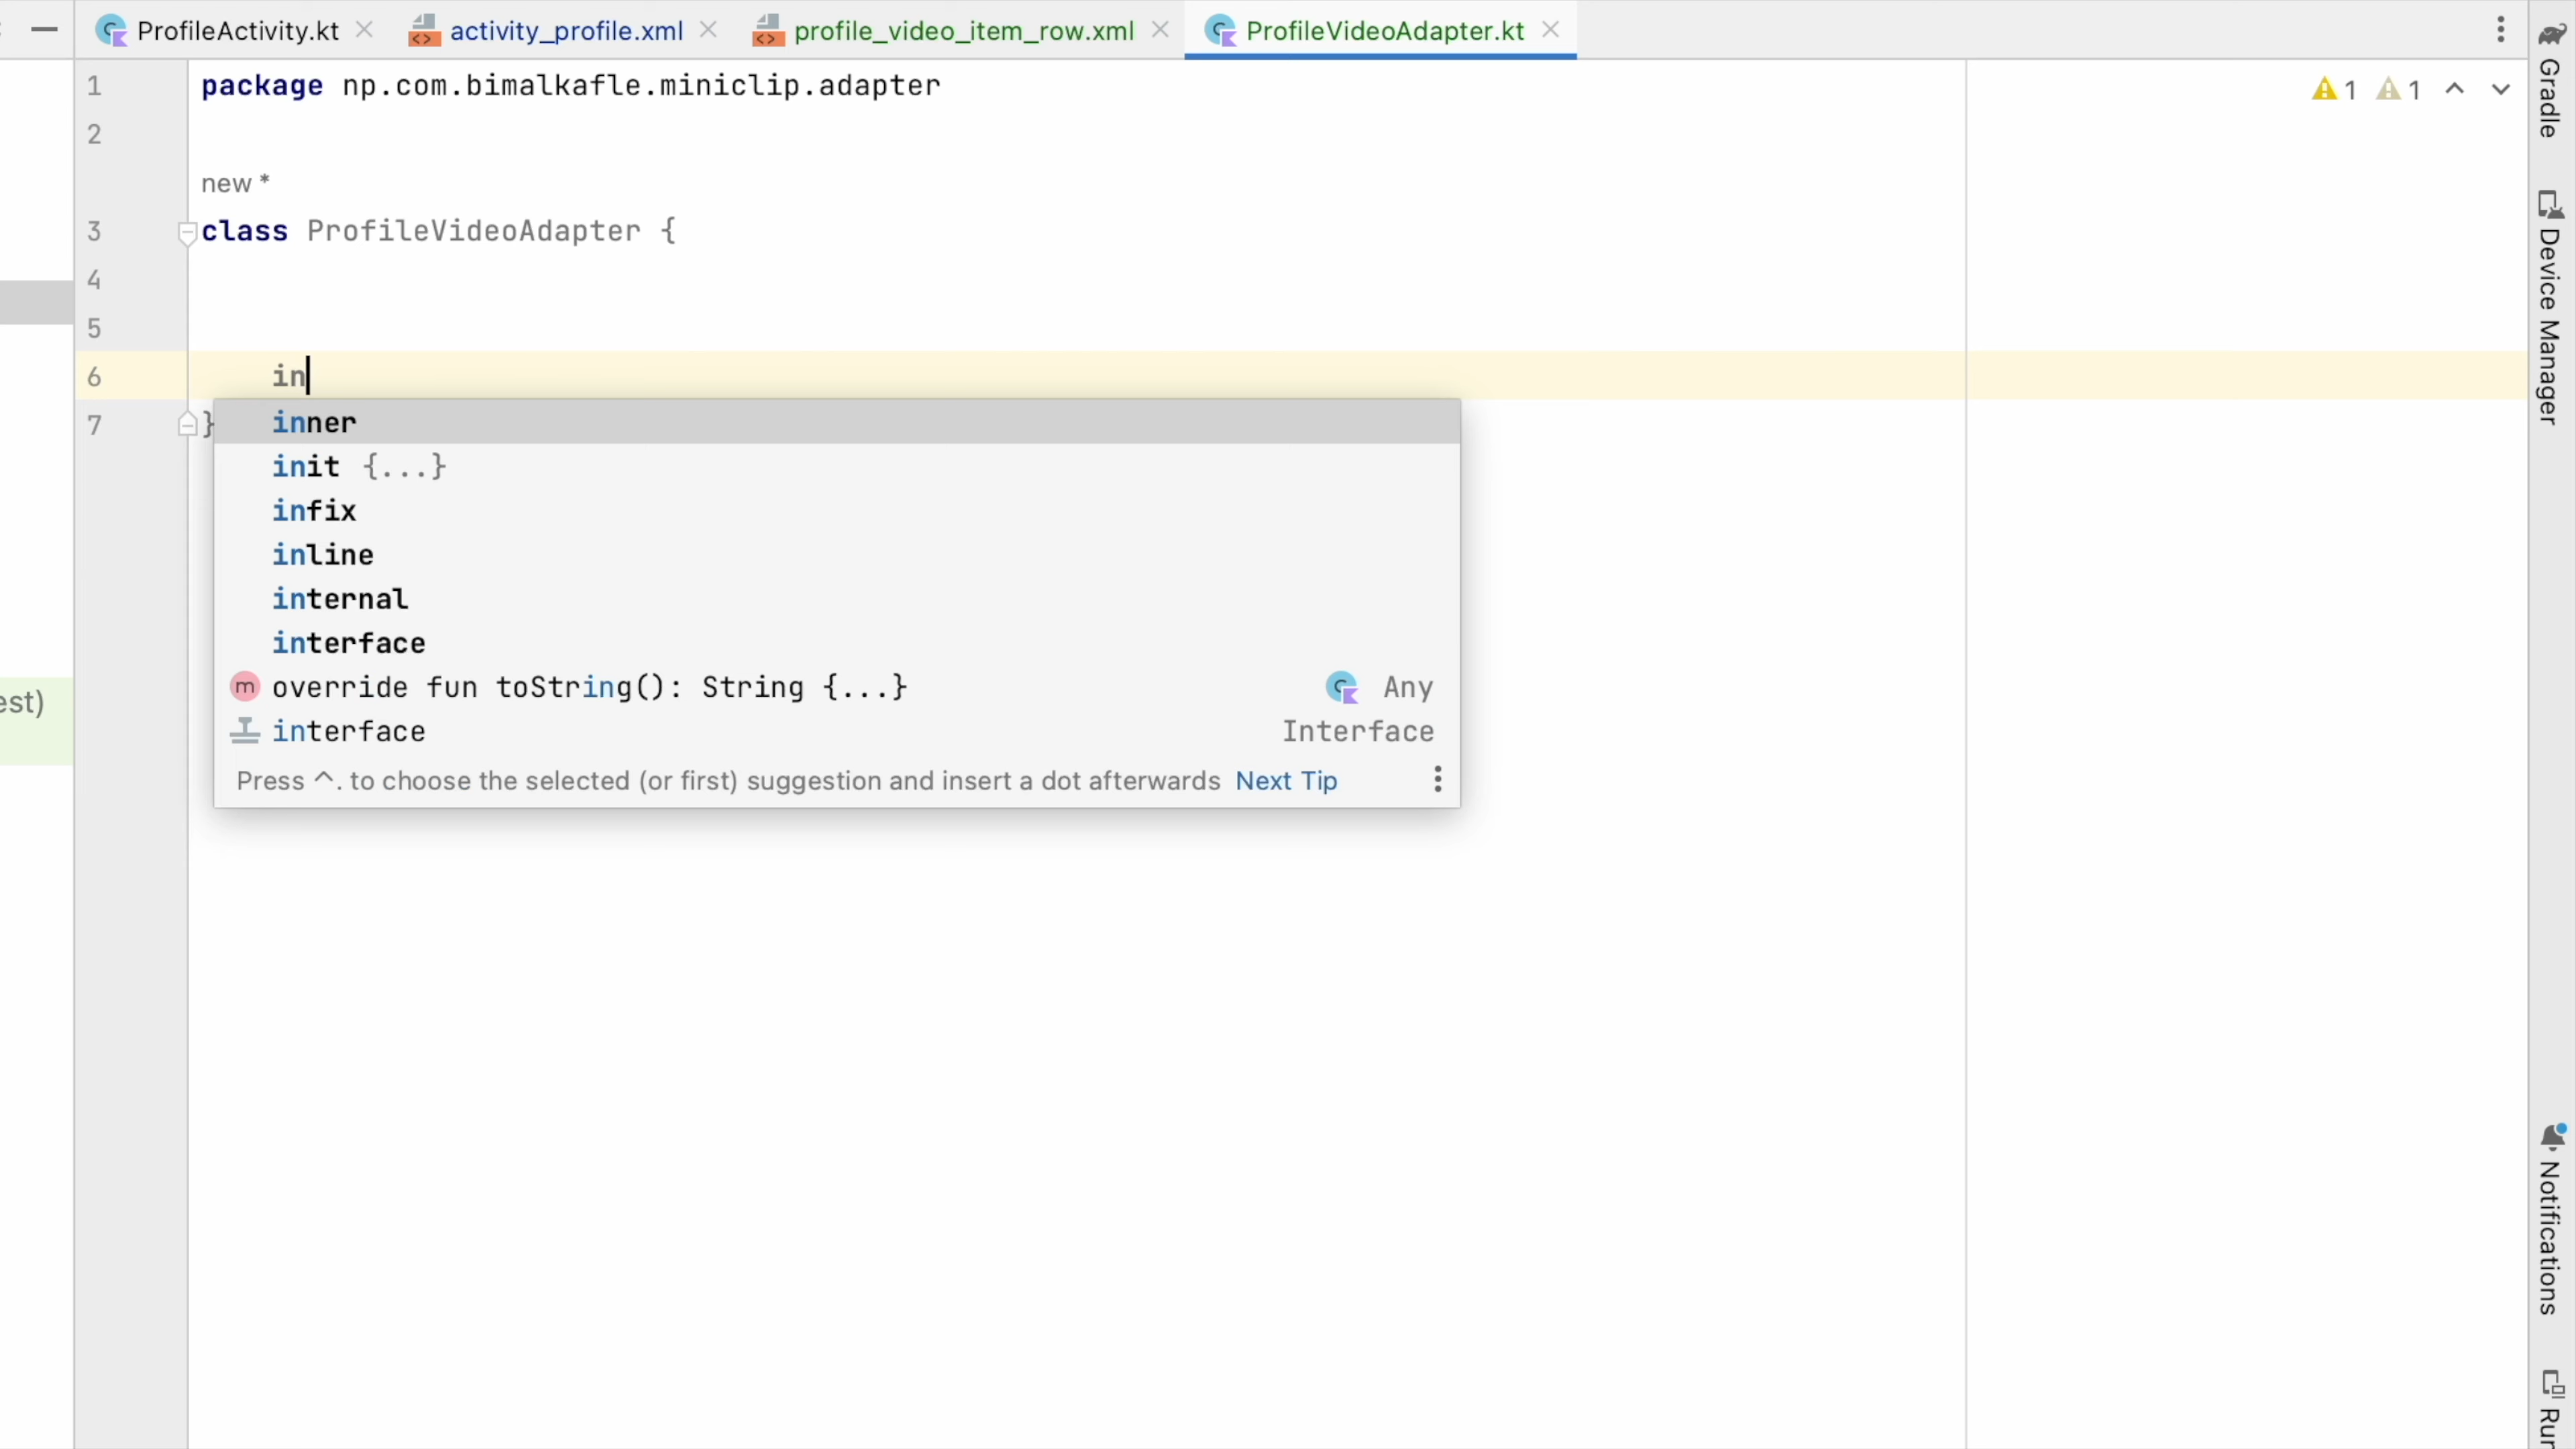 ProfileActivity.kt activity_profile.xml profile_video_item_row.xml ProfileVideoAdapter.kt
1 package np.com.bimalkafle.miniclip.adapter
1 1
2
new *
3 class ProfileVideoAdapter {
4
5
6 in
7 }
inner
init {...}
infix
inline
internal
interface
m override fun toString(): String {...} Any
interface Interface
Press ^. to choose the selected (or first) suggestion and insert a dot afterwards Next Tip
est)
Gradle
Device Manager
Notifications